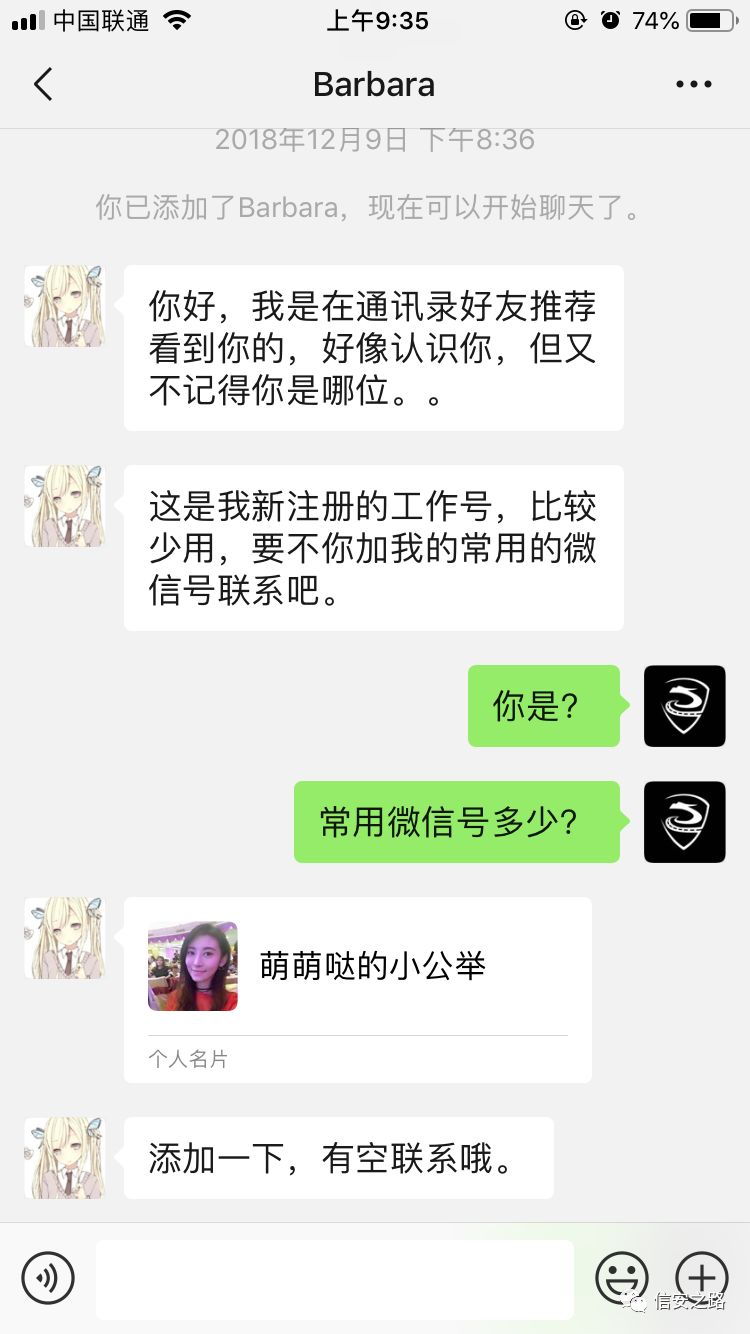 中国联通 上午9:35 74%
Barbara
2018年12月9日 下午8:36
你已添加了Barbara，现在可以开始聊天了。
你好，我是在通讯录好友推荐
看到你的，好像认识你，但又
不记得你是哪位。。
这是我新注册的工作号，比较
少用，要不你加我的常用的微
信号联系吧。
你是?
常用微信号多少?
萌萌哒的小公举
个人名片
添加一下，有空联系哦。
信安之路